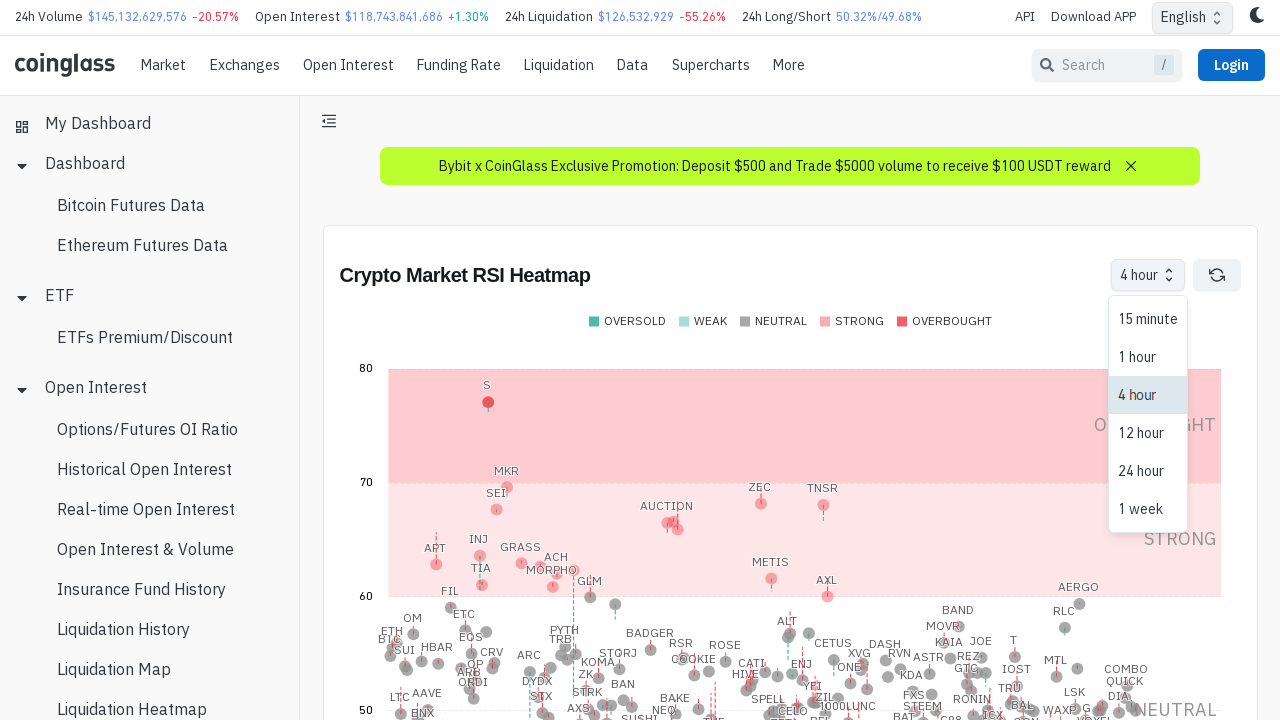 24h Volume $145,132,629,576 -20.57% Open Interest $118,743,841,686 +1.30% 24h Liquidation $126,532,929 -55.26% 24h Long/Short 50.32%/49.68% API Download APP English
coinglass Market Exchanges Open Interest Funding Rate Liquidation Data Supercharts More Search / Login
My Dashboard
Dashboard
Bitcoin Futures Data
Ethereum Futures Data
ETF
ETFs Premium/Discount
Open Interest
Options/Futures OI Ratio
Historical Open Interest
Real-time Open Interest
Open Interest & Volume
Insurance Fund History
Liquidation History
Liquidation Map
Liquidation Heatmap
Bybit x CoinGlass Exclusive Promotion: Deposit $500 and Trade $5000 volume to receive $100 USDT reward
Crypto Market RSI Heatmap
4 hour
15 minute
1 hour
4 hour
12 hour
24 hour
1 week
OVERSOLD WEAK NEUTRAL STRONG OVERBOUGHT
80
S
70
MKR
SEI
AUCTION
ZEC
TNSR
STRONG
APT
INJ
TIA
GRASS
ACH
MORPHO
GLM
METIS
AXL
60
FIL
AERGO
OM
ETC
ALT
BAND
RLC
ETH
BTC
SUI
HBAR
EOS
CRV
PYTH
TRB
BADGER
RSR
ROSE
CETUS
DASH
MOVR
KAIA
JOE
T
ARC
STORJ
KOMA
COOKIE
CATI
HIVE
ENJ
XVG
RVN
ASTR
REZ
GTC
IOST
MTL
COMBO
QUICK
OP
ARB
ORDI
DYDX
ZK
BAN
ONE
KDA
TRU
LTC
AAVE
STX
STRK
BAKE
SPELL
YFI
ZIL
FXS
RONIN
LSK
DIA
50
BNX
AXS
NEO
SUSHI
CELO
1000LUNC
STEEM
BAT
C98
ICX
BAL
WAXP
NEUTRAL